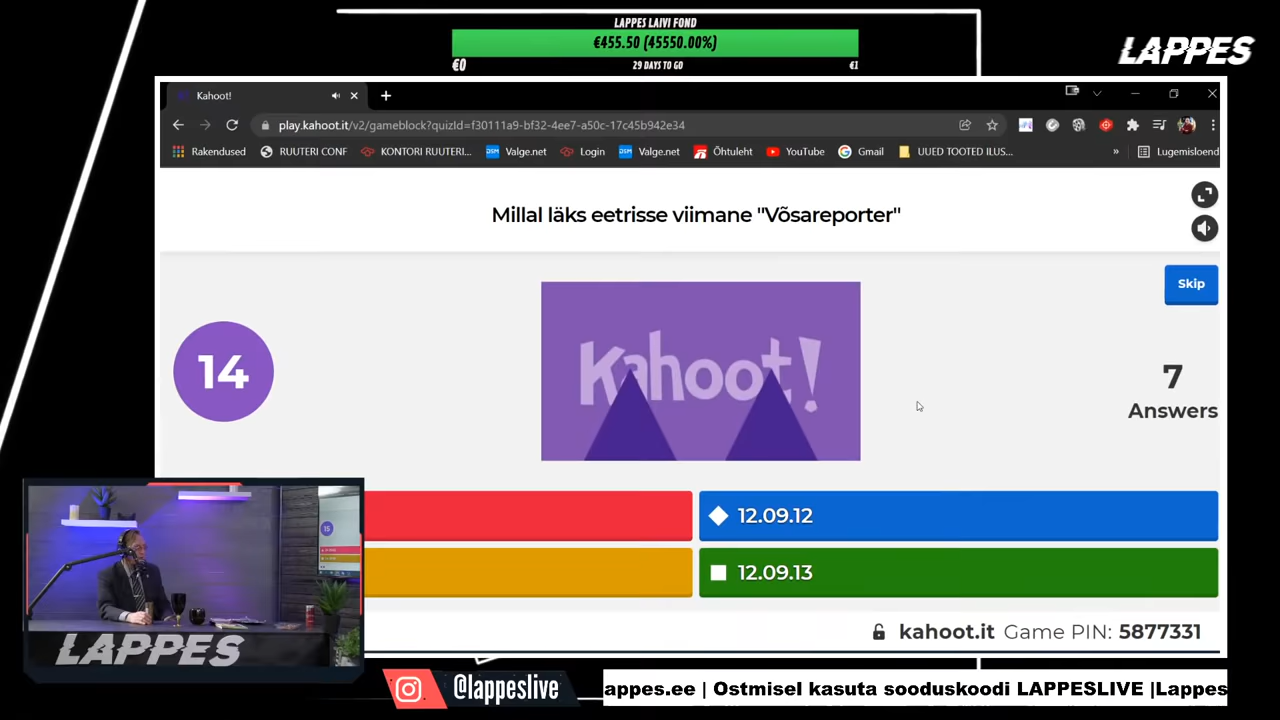 LAPPES LAIVI FOND
€455.50 (45550.00%)
€0 29 DAYS TO GO €1
LAPPES
Kahoot!
play.kahoot.it/v2/gameblock?quizId=f30111a9-bf32-4ee7-a50c-17c45b942e34
Rakendused RUUTERI CONF KONTORI RUUTERI... Valge.net Login Valge.net Õhtuleht YouTube Gmail UUED TOOTED ILUS... » Lugemisloend
Millal läks eetrisse viimane "Võsareporter"
Skip
14
Kahoot!
7
Answers
12.09.12
12.09.13
15
LAPPES
kahoot.it Game PIN: 5877331
@lappeslive
appes.ee | Ostmisel kasuta sooduskoodi LAPPESLIVE |Lappes